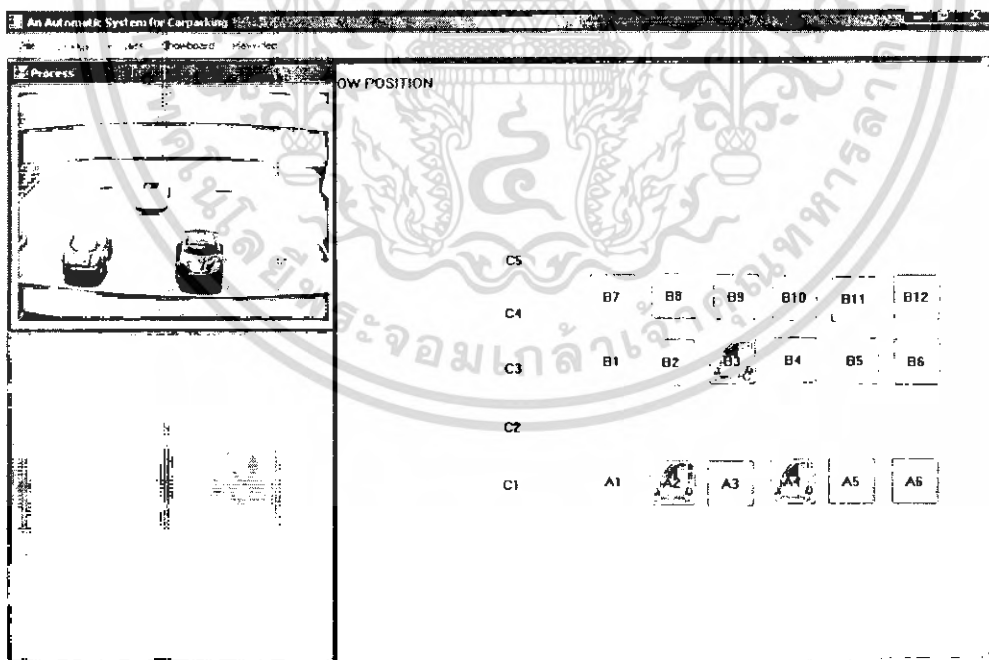 An Automatic System for Carparking
Showboard
Process
OW POSITION
C5
B7 B8 B9 B10 B11 B12
C4
C3 B1 B2 B3 B4 B5 B6
C2
C1 A1 A2 A3 A4 A5 A6